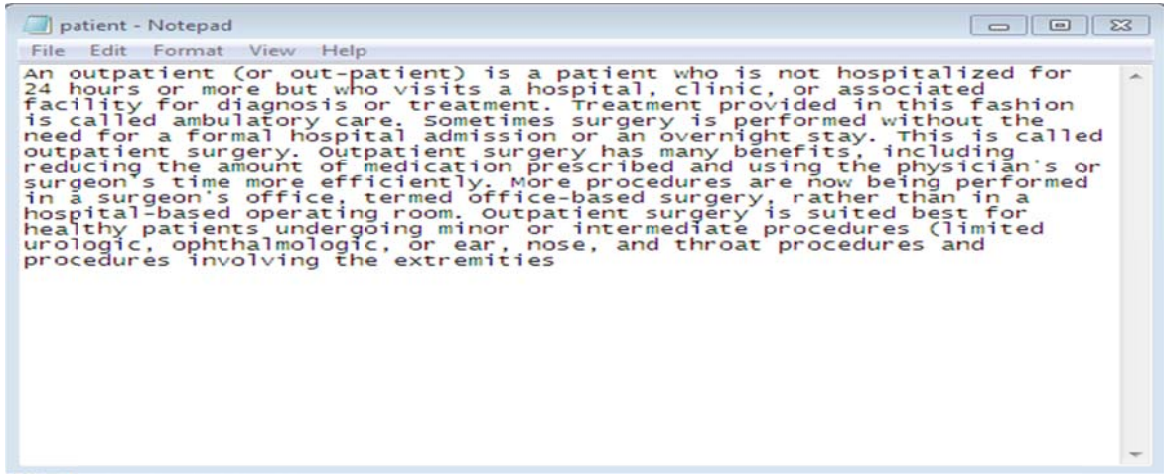 patient - Notepad
File Edit Format View Help
An outpatient (or out-patient) is a patient who is not hospitalized for
24 hours or more but who visits a hospital, clinic, or associated
facility for diagnosis or treatment. Treatment provided in this fashion
is called ambulatory care. Sometimes surgery is performed without the
need for a formal hospital admission or an overnight stay. This is called
outpatient surgery. Outpatient surgery has many benefits, including
reducing the amount of medication prescribed and using the physician's or
surgeon's time more efficiently. More procedures are now being performed
in a surgeon's office, termed office-based surgery, rather than in a
hospital-based operating room. Outpatient surgery is suited best for
healthy patients undergoing minor or intermediate procedures (limited
urologic, ophthalmologic, or ear, nose, and throat procedures and
procedures involving the extremities